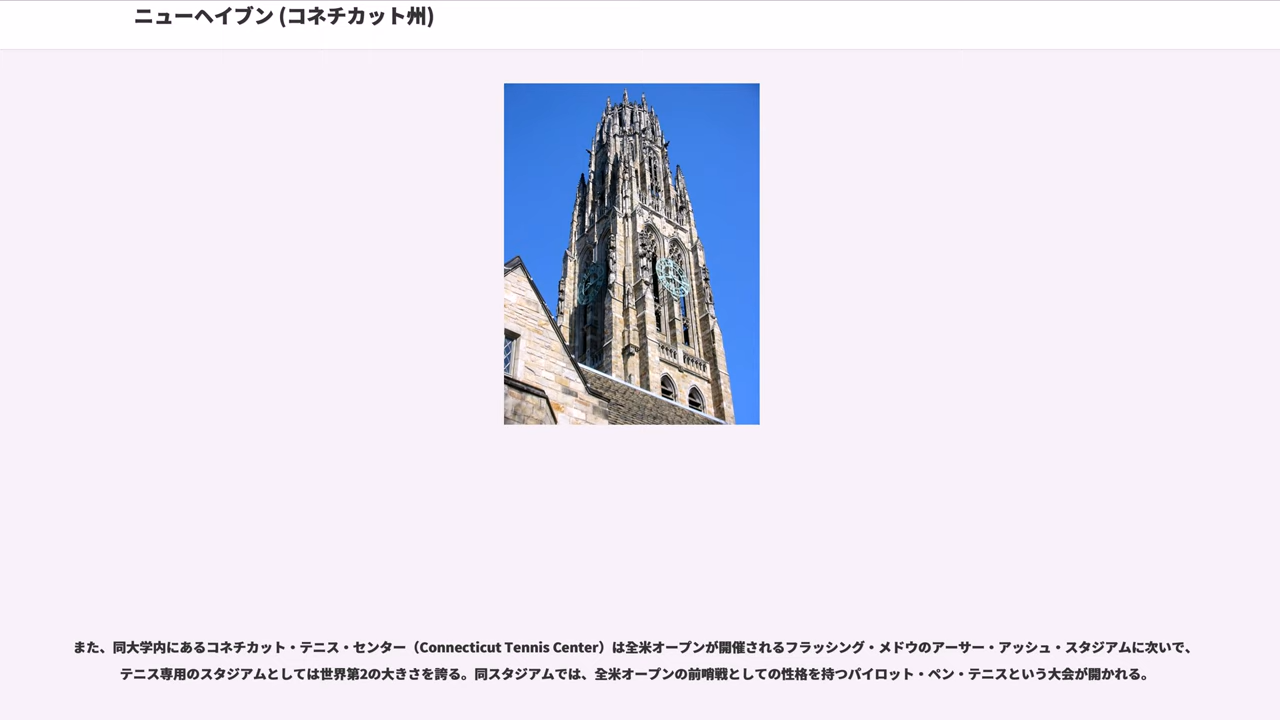 ニューヘイブン (コネチカット州)
また、同大学内にあるコネチカット・テニス・センター（Connecticut Tennis Center）は全米オープンが開催されるフラッシング・メドウのアーサー・アッシュ・スタジアムに次いで、
テニス専用のスタジアムとしては世界第2の大きさを誇る。同スタジアムでは、全米オープンの前哨戦としての性格を持つパイロット・ペン・テニスという大会が開かれる。